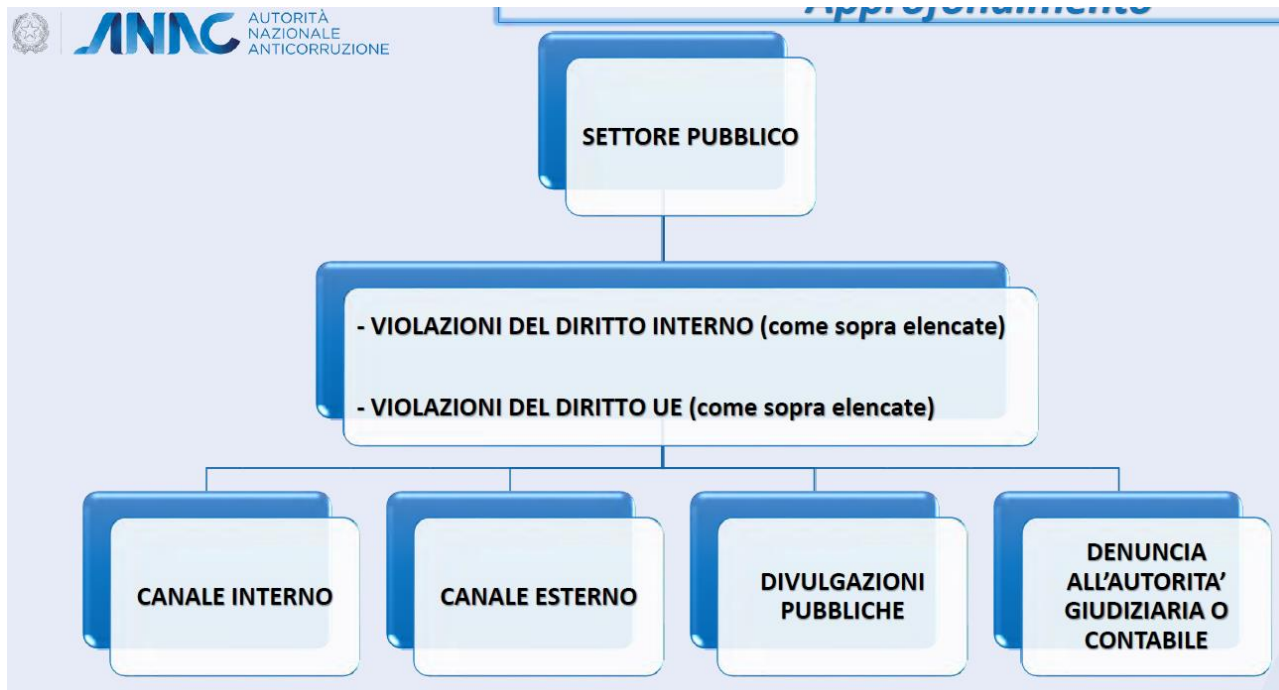 Approfondimento
ANAC
AUTORITÀ
NAZIONALE
ANTICORRUZIONE
SETTORE PUBBLICO
- VIOLAZIONI DEL DIRITTO INTERNO (come sopra elencate)
- VIOLAZIONI DEL DIRITTO UE (come sopra elencate)
CANALE INTERNO
CANALE ESTERNO
DIVULGAZIONI
PUBBLICHE
DENUNCIA
ALL’AUTORITA’
GIUDIZIARIA O
CONTABILE